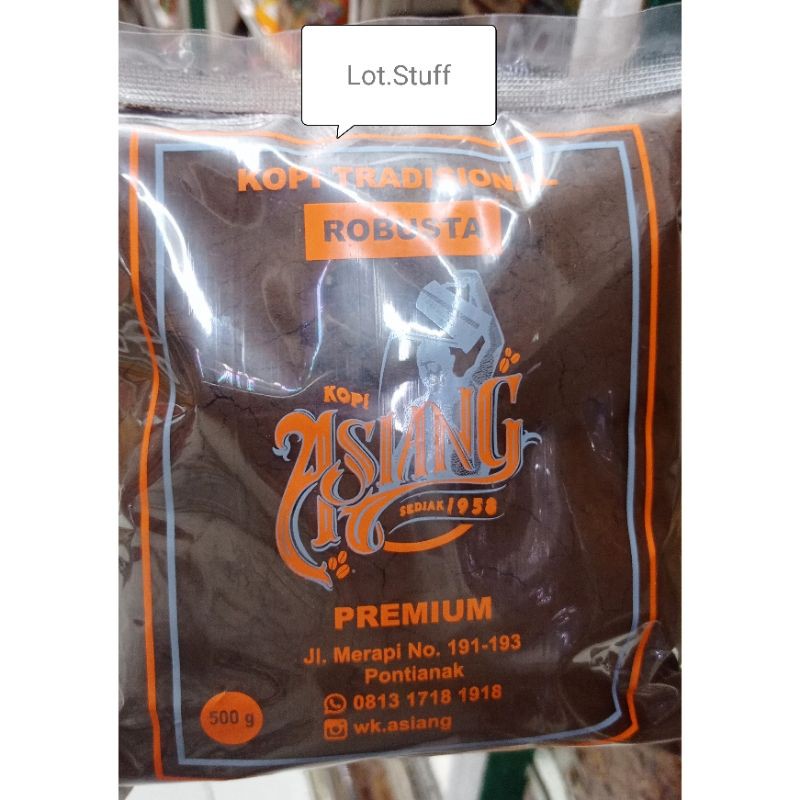 Lot.Stuff
KOPI TRADISIONAL
ROBUSTA
KOPI
ASIANG
SEDJAK 1958
PREMIUM
Jl. Merapi No. 191-193
Pontianak
0813 1718 1918
wk.asiang
500 g